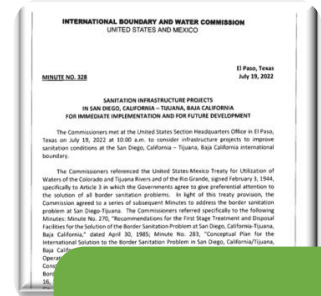 INTERNATIONAL BOUNDARY AND WATER COMMISSION
UNITED STATES AND MEXICO
El Paso, Texas
MINUTE NO. 328 July 19, 2022
SANITATION INFRASTRUCTURE PROJECTS
IN SAN DIEGO, CALIFORNIA – TIJUANA, BAJA CALIFORNIA
FOR IMMEDIATE IMPLEMENTATION AND FOR FUTURE DEVELOPMENT
The Commissioners met at the United States Section Headquarters Office in El Paso,
Texas on July 19, 2022 at 10:00 a.m. to consider infrastructure projects to improve
sanitation conditions at the San Diego, California – Tijuana, Baja California international
boundary.
The Commissioners referenced the United States-Mexico Treaty for Utilization of
Waters of the Colorado and Tijuana Rivers and of the Rio Grande, signed February 3, 1944,
specifically to Article 3 in which the Governments agree to give preferential attention to
the solution of all border sanitation problems. In light of this treaty provision, the
Commission agreed to a series of subsequent Minutes to address the border sanitation
problem at San Diego-Tijuana. The Commissioners referred specifically to the following
Minutes: Minute No. 270, "Recommendations for the First Stage Treatment and Disposal
Facilities for the Solution of the Border Sanitation Problem at San Diego, California-Tijuana,
Baja California," dated April 30, 1985; Minute No. 283, "Conceptual Plan for the
International Solution to the Border Sanitation Problem in San Diego, California/Tijuana,
Baja
16,